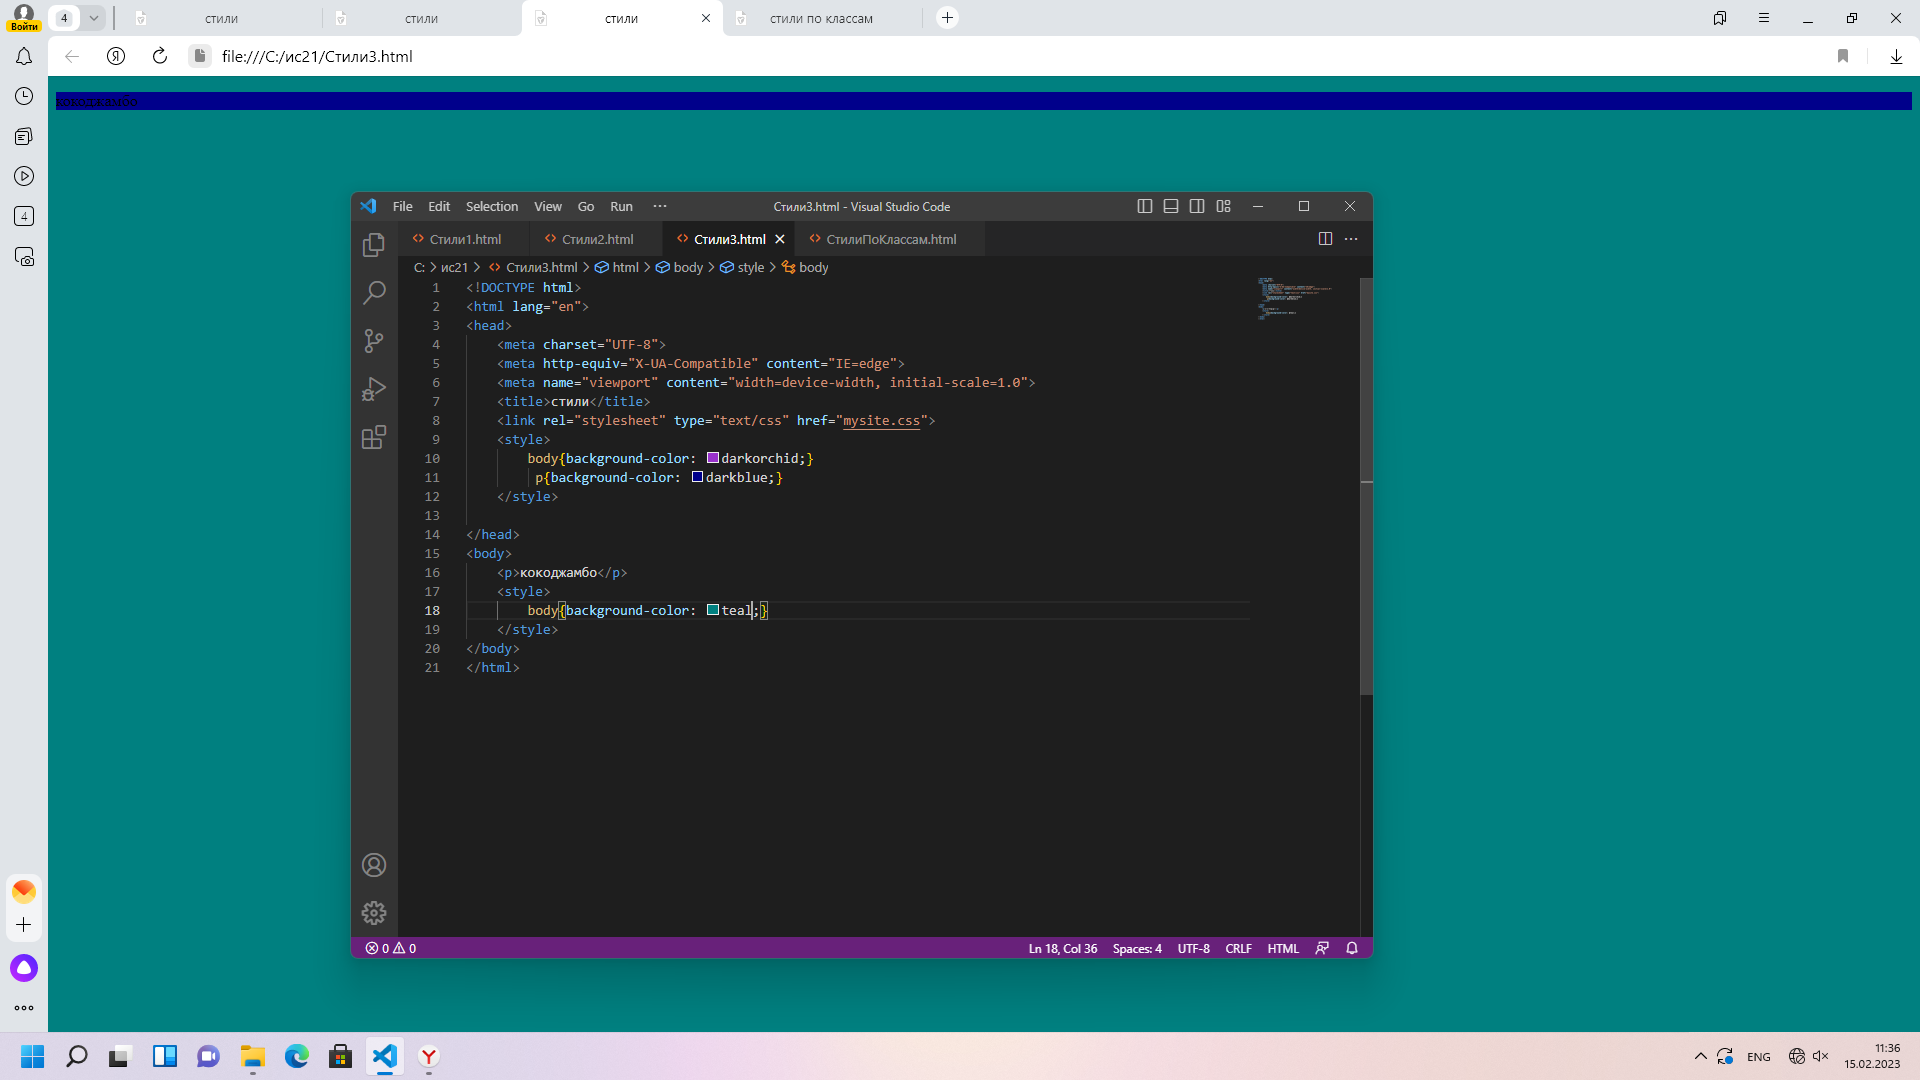 4
стили
стили
стили
стили по классам
Войти
file:///C:/ис21/Стили3.html
кокоджамбо
4
File Edit Selection View Go Run ··· Стили3.html - Visual Studio Code
Стили1.html Стили2.html Стили3.html СтилиПоКлассам.html
C: > ис21 > Стили3.html > html > body > style > body
1 <!DOCTYPE html>
2 <html lang="en">
3 <head>
4 <meta charset="UTF-8">
5 <meta http-equiv="X-UA-Compatible" content="IE=edge">
6 <meta name="viewport" content="width=device-width, initial-scale=1.0">
7 <title>стили</title>
8 <link rel="stylesheet" type="text/css" href="mysite.css">
9 <style>
10 body{background-color: darkorchid;}
11 p{background-color: darkblue;}
12 </style>
13
14 </head>
15 <body>
16 <p>кокоджамбо</p>
17 <style>
18 body{background-color: teal;}
19 </style>
20 </body>
21 </html>
0 0 Ln 18, Col 36 Spaces: 4 UTF-8 CRLF HTML
ENG
11:36
15.02.2023